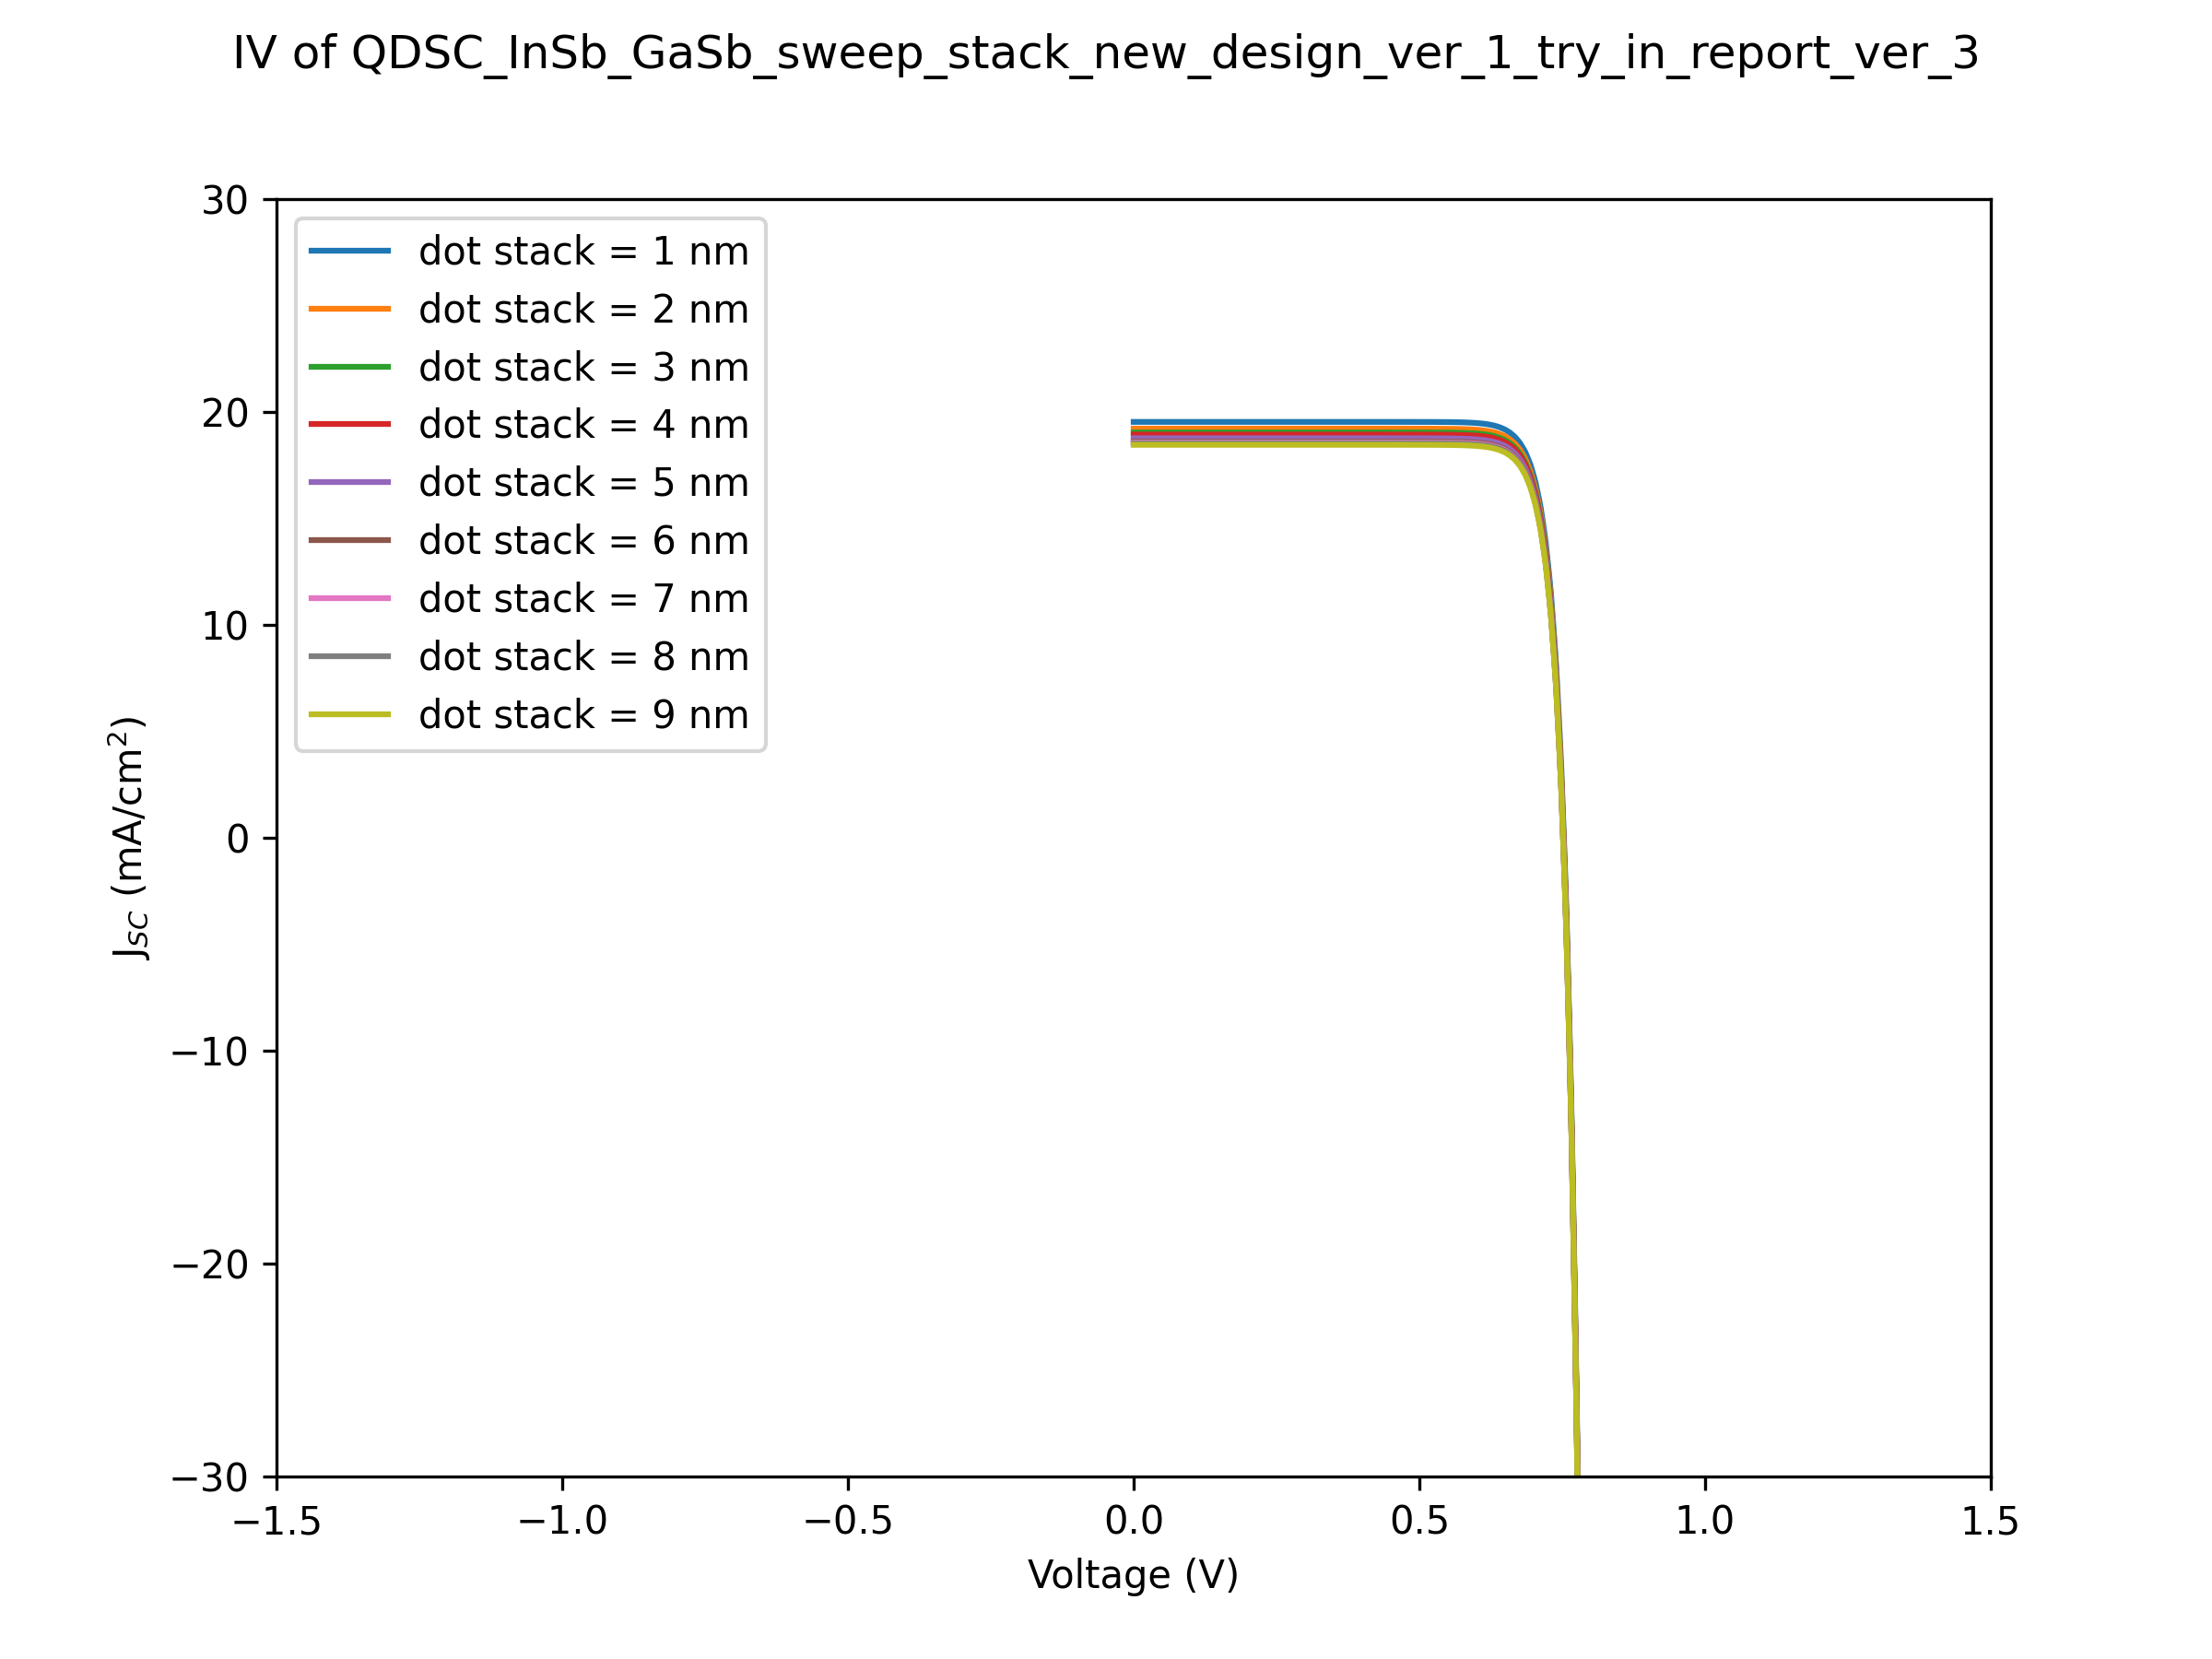 IV of QDSC_InSb_GaSb_sweep_stack_new_design_ver_1_try_in_report_ver_3
30
20
10
0
−10
−20
−30
J_SC (mA/cm²)
dot stack = 1 nm
dot stack = 2 nm
dot stack = 3 nm
dot stack = 4 nm
dot stack = 5 nm
dot stack = 6 nm
dot stack = 7 nm
dot stack = 8 nm
dot stack = 9 nm
−1.5 −1.0 −0.5 0.0 0.5 1.0 1.5
Voltage (V)